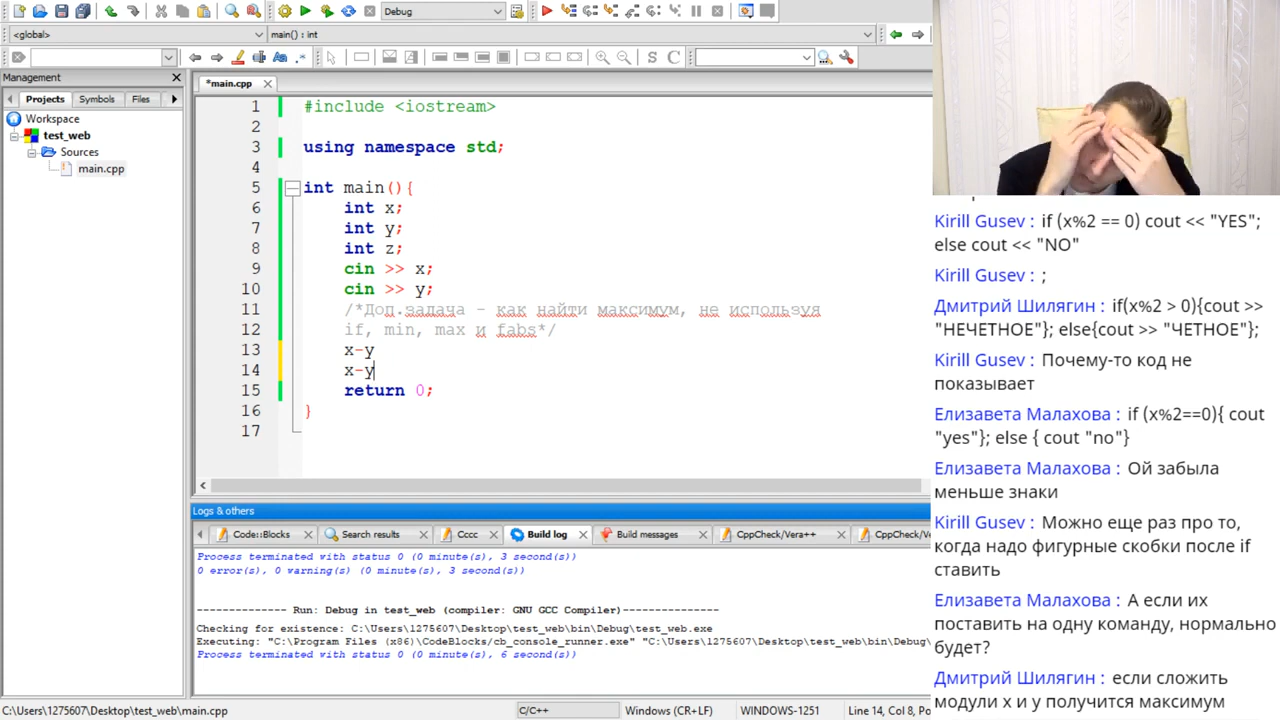 Debug
<global>
main() : int
Management
*main.cpp
Projects
Symbols
Files
Workspace
test_web
Sources
main.cpp
1 #include <iostream>
2
3 using namespace std;
4
5 int main(){
6 int x;
7 int y;
8 int z;
9 cin >> x;
10 cin >> y;
11 /*Доп.задача - как найти максимум, не используя
12 if, min, max и fabs*/
13 x-y
14 x-y
15 return 0;
16 }
17
Logs & others
Code::Blocks
Search results
Cccc
Build log
Build messages
CppCheck/Vera++
CppCheck/Vera++
Process terminated with status 0 (0 minute(s), 3 second(s))
0 error(s), 0 warning(s) (0 minute(s), 3 second(s))
-------------- Run: Debug in test_web (compiler: GNU GCC Compiler)---------------
Checking for existence: C:\Users\1275607\Desktop\test_web\bin\Debug\test_web.exe
Executing: "C:\Program Files (x86)\CodeBlocks/cb_console_runner.exe" "C:\Users\1275607\Desktop\test_web\bin\Debug\
Process terminated with status 0 (0 minute(s), 6 second(s))
C:\Users\1275607\Desktop\test_web\main.cpp
C/C++
Windows (CR+LF)
WINDOWS-1251
Line 14, Col 8, Po
Kirill Gusev : if (x%2 == 0) cout << "YES";
else cout << "NO"
Kirill Gusev : ;
Дмитрий Шилягин : if(x%2 > 0){cout >>
"НЕЧЕТНОЕ"}; else{cout >> "ЧЕТНОЕ"};
Kirill Gusev : Почему-то код не
показывает
Елизавета Малахова : if (x%2==0){ cout
"yes"}; else { cout "no"}
Елизавета Малахова : Ой забыла
меньше знаки
Kirill Gusev : Можно еще раз про то,
когда надо фигурные скобки после if
ставить
Елизавета Малахова : А если их
поставить на одну команду, нормально
будет?
Дмитрий Шилягин : если сложить
модули x и y получится максимум